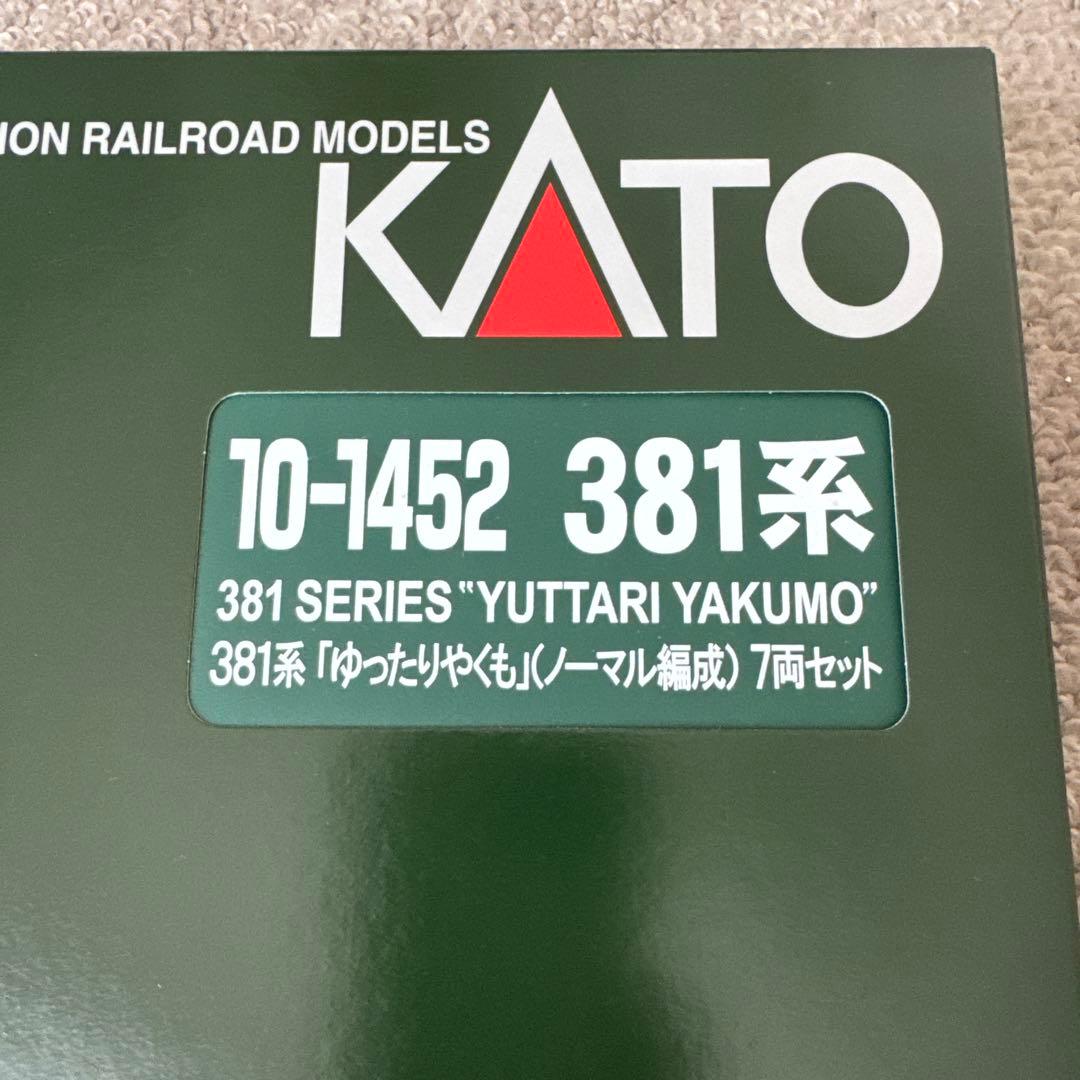 ION RAILROAD MODELS
KATO
10-1452 381系
381 SERIES “YUTTARI YAKUMO”
381系「ゆったりやくも」(ノーマル編成) 7両セット